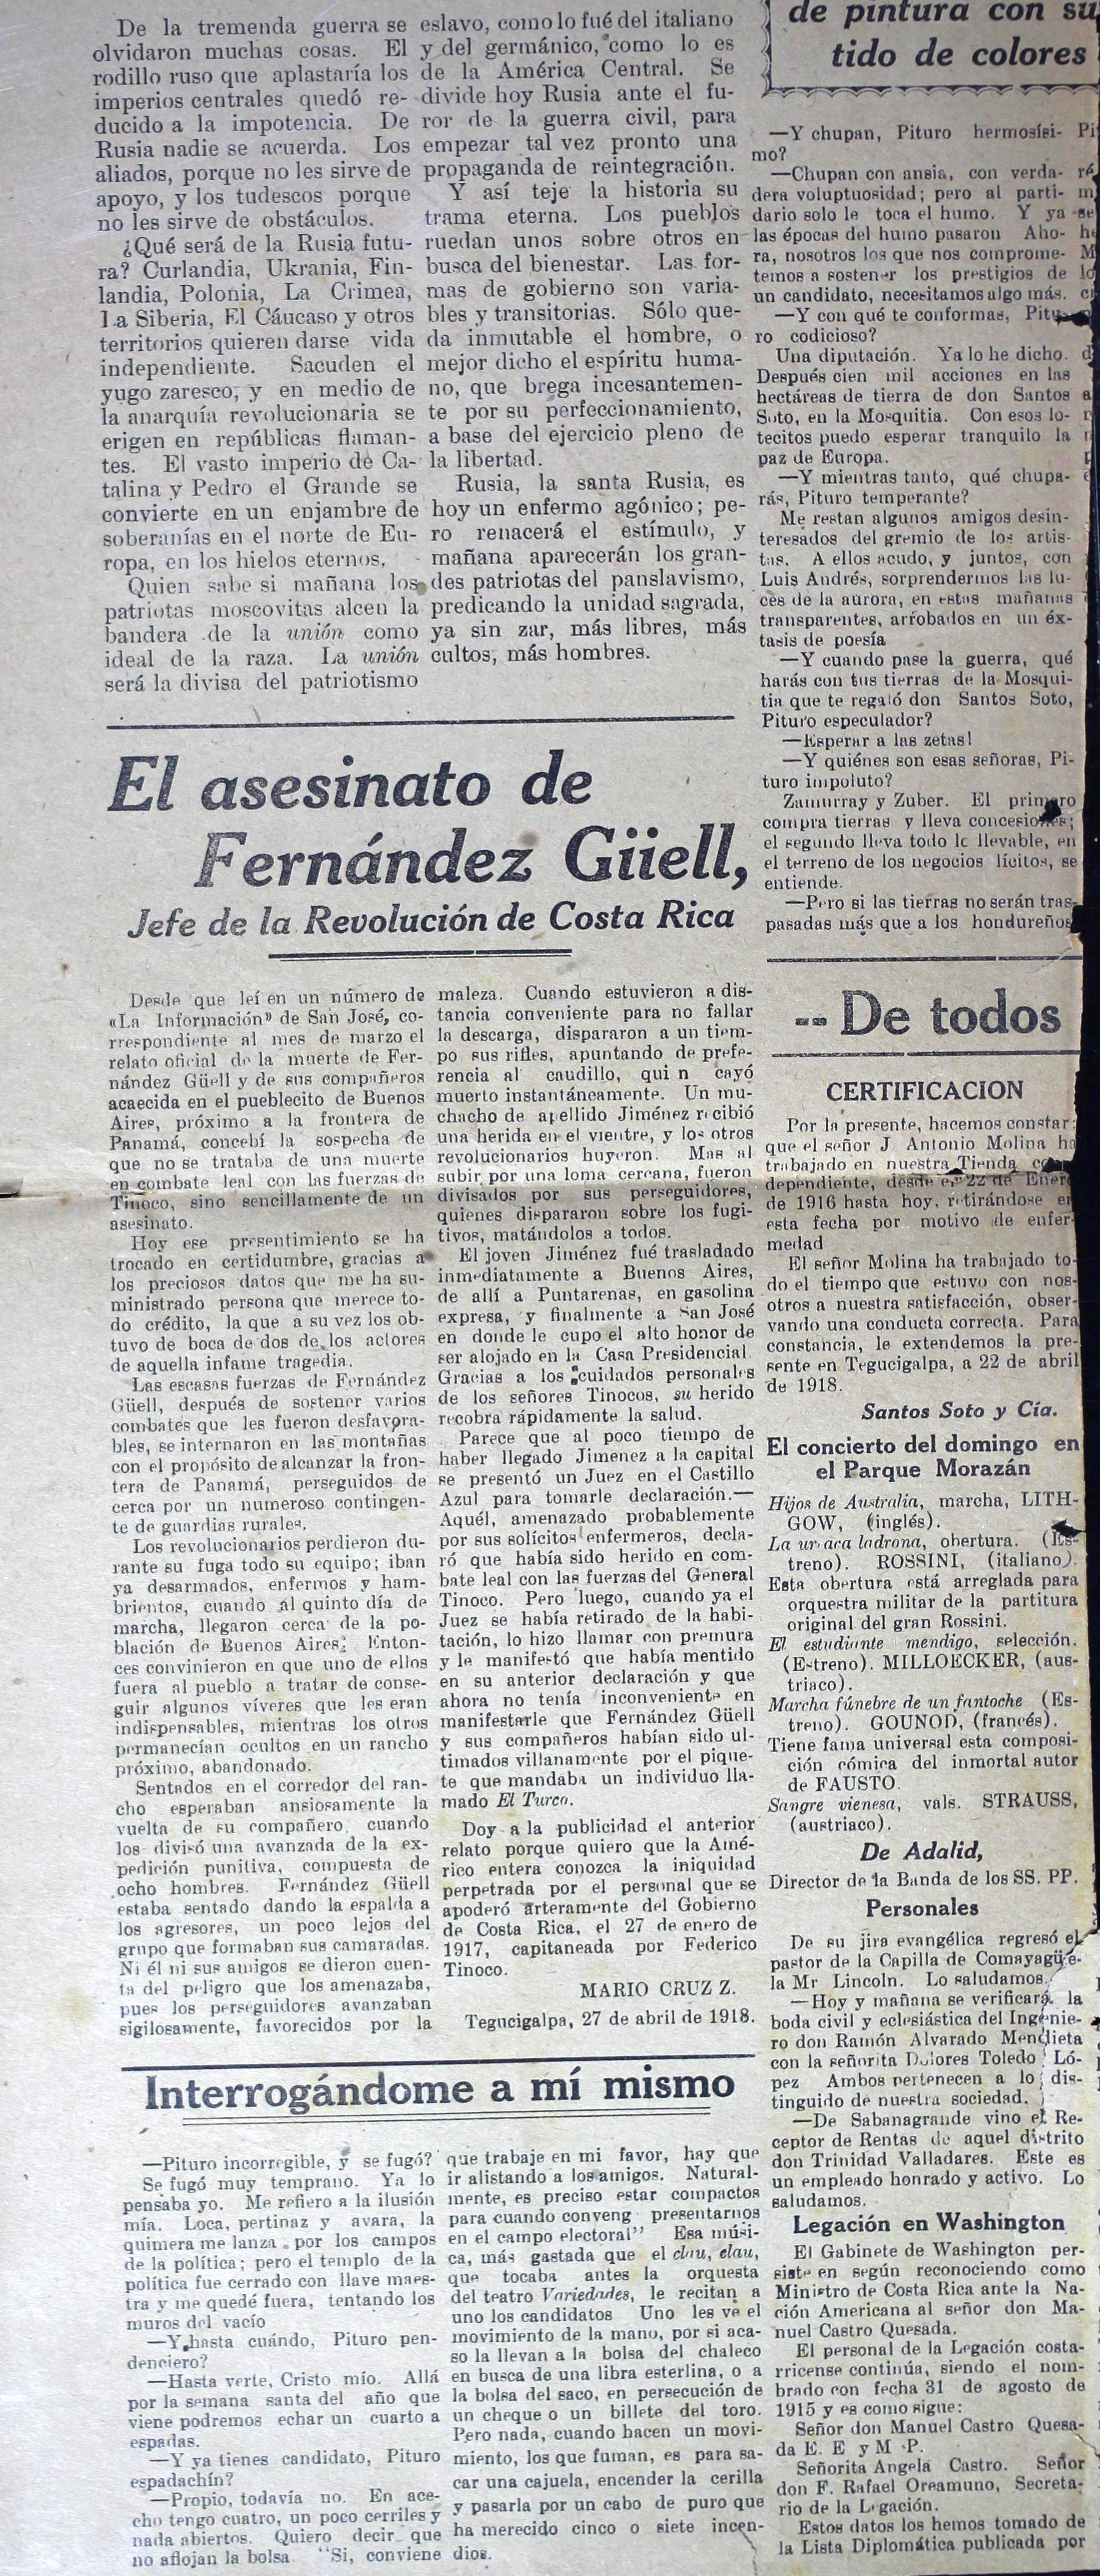 De la tremenda guerra se
olvidaron muchas cosas. El
rodillo ruso que aplastaría los
imperios centrales quedó re-
ducido a la impotencia. De
Rusia nadie se acuerda. Los
aliados, porque no les sirve de
apoyo, y los tudescos porque
no les sirve de obstáculos.
¿Qué será de la Rusia futu-
ra? Curlandia, Ukrania, Fin-
landia, Polonia, La Crimea,
La Siberia, El Cáucaso y otros
territorios quieren darse vida
independiente. Sacuden el
yugo zaresco, y en medio de
la anarquía revolucionaria se
erigen en repúblicas flaman-
tes. El vasto imperio de Ca-
talina y Pedro el Grande se
convierte en un enjambre de
soberanías en el norte de Eu-
ropa, en los hielos eternos.
Quien sabe si mañana los
patriotas moscovitas alcen la
bandera de la unión como
ideal de la raza. La unión
será la divisa del patriotismo
eslavo, como lo fué del italiano
y del germánico, como lo es
de la América Central. Se
divide hoy Rusia ante el fu-
ror de la guerra civil, para
empezar tal vez pronto una
propaganda de reintegración.
Y así teje la historia su
trama eterna. Los pueblos
ruedan unos sobre otros en
busca del bienestar. Las for-
mas de gobierno son varia-
bles y transitorias. Sólo que-
da inmutable el hombre, o
mejor dicho el espíritu huma-
no, que brega incesantemen-
te por su perfeccionamiento,
a base del ejercicio pleno de
la libertad.
Rusia, la santa Rusia, es
hoy un enfermo agónico; pe-
ro renacerá el estímulo, y
mañana aparecerán los gran-
des patriotas del panslavismo,
predicando la unidad sagrada,
ya sin zar, más libres, más
cultos, más hombres.
El asesinato de
Fernández Güell,
Jefe de la Revolución de Costa Rica
Desde que leí en un número de
«La Información» de San José, co-
rrespondiente al mes de marzo el
relato oficial de la muerte de Fer-
nández Güell y de sus compañeros
acaecida en el pueblecito de Buenos
Aires, próximo a la frontera de
Panamá, concebí la sospecha de
que no se trataba de una muerte
en combate leal con las fuerzas de
Tinoco, sino sencillamente de un
asesinato.
Hoy ese presentimiento se ha
trocado en certidumbre, gracias a
los preciosos datos que me ha su-
ministrado persona que merece to-
do crédito, la que a su vez los ob-
tuvo de boca de dos de los actores
de aquella infame tragedia.
Las escasas fuerzas de Fernández
Güell, después de sostener varios
combates que les fueron desfavora-
bles, se internaron en las montañas
con el propósito de alcanzar la fron-
tera de Panamá, perseguidos de
cerca por un numeroso contingen-
te de guardias rurales.
Los revolucionarios perdieron du-
rante su fuga todo su equipo; iban
ya desarmados, enfermos y ham-
brientos, cuando al quinto día de
marcha, llegaron cerca de la po-
blación de Buenos Aires. Enton-
ces convinieron en que uno de ellos
fuera al pueblo a tratar de conse-
guir algunos víveres que les eran
indispensables, mientras los otros
permanecían ocultos en un rancho
próximo, abandonado.
Sentados en el corredor del ran-
cho esperaban ansiosamente la
vuelta de su compañero, cuando
los divisó una avanzada de la ex-
pedición punitiva, compuesta de
ocho hombres. Fernández Güell
estaba sentado dando la espalda a
los agresores, un poco lejos del
grupo que formaban sus camaradas.
Ni él ni sus amigos se dieron cuen-
ta del peligro que los amenazaba,
pues los perseguidores avanzaban
sigilosamente, favorecidos por la
maleza. Cuando estuvieron a dis-
tancia conveniente para no fallar
la descarga, dispararon a un tiem-
po sus rifles, apuntando de prefe-
rencia al caudillo, qui n cayó
muerto instantáneamente. Un mu-
chacho de apellido Jiménez recibió
una herida en el vientre, y los otros
revolucionarios huyeron. Mas al
subir por una loma cercana, fueron
divisados por sus perseguidores,
quienes dispararon sobre los fugi-
tivos, matándolos a todos.
El joven Jiménez fué trasladado
inmediatamente a Buenos Aires,
de allí a Puntarenas, en gasolina
expresa, y finalmente a San José
en donde le cupo el alto honor de
ser alojado en la Casa Presidencial.
Gracias a los cuidados personales
de los señores Tinocos, su herido
recobra rápidamente la salud.
Parece que al poco tiempo de
haber llegado Jimenez a la capital
se presentó un Juez en el Castillo
Azul para tomarle declaración.—
Aquél, amenazado probablemente
por sus solícitos enfermeros, decla-
ró que había sido herido en com-
bate leal con las fuerzas del General
Tinoco. Pero luego, cuando ya el
Juez se había retirado de la habi-
tación, lo hizo llamar con premura
y le manifestó que había mentido
en su anterior declaración y que
ahora no tenía inconveniente en
manifestarle que Fernández Güell
y sus compañeros habían sido ul-
timados villanamente por el pique-
te que mandaba un individuo lla-
mado El Turco.
Doy a la publicidad el anterior
relato porque quiero que la Amé-
rico entera conozca la iniquidad
perpetrada por el personal que se
apoderó arteramente del Gobierno
de Costa Rica, el 27 de enero de
1917, capitaneada por Federico
Tinoco.
MARIO CRUZ Z.
Tegucigalpa, 27 de abril de 1918.
Interrogándome a mí mismo
—Pituro incorregible, y se fugó?
Se fugó muy temprano. Ya lo
pensaba yo. Me refiero a la ilusión
mía. Loca, pertinaz y avara, la
quimera me lanza por los campos
de la política; pero el templo de la
política fue cerrado con llave maes-
tra y me quedé fuera, tentando los
muros del vacío
—Y hasta cuándo, Pituro pen-
denciero?
—Hasta verte, Cristo mío. Allá
por la semana santa del año que
viene podremos echar un cuarto a
espadas.
—Y ya tienes candidato, Pituro
espadachín?
—Propio, todavía no. En ace-
cho tengo cuatro, un poco cerriles y
nada abiertos. Quiero decir que
no aflojan la bolsa. "Si, conviene
que trabaje en mi favor, hay que
ir alistando a los amigos. Natural-
mente, es preciso estar compactos
para cuando conveng presentarnos
en el campo electoral" Esa músi-
ca, más gastada que el clau, clau,
que tocaba antes la orquesta
del teatro Variedades, le recitan a
uno los candidatos Uno les ve el
movimiento de la mano, por si aca-
so la llevan a la bolsa del chaleco
en busca de una libra esterlina, o a
la bolsa del saco, en persecución de
un cheque o un billete del toro.
Pero nada, cuando hacen un movi-
miento, los que fuman, es para sa-
car una cajuela, encender la cerilla
y pasarla por un cabo de puro que
ha merecido cinco o siete incen-
dios.
de pintura con su
tido de colores
—Y chupan, Pituro hermosísi-
mo?
—Chupan con ansia, con verda-
dera voluptuosidad; pero al parti-
dario solo le toca el humo. Y ya
las épocas del humo pasaron Aho-
ra, nosotros los que nos comprome-
temos a sostener los prestigios de
un candidato, necesitamos algo más.
—Y con qué te conformas, Pitu-
ro codicioso?
Una diputación. Ya lo he dicho.
Después cien mil acciones en las
hectáreas de tierra de don Santos
Soto, en la Mosquitia. Con esos lo-
tecitos puedo esperar tranquilo la
paz de Europa.
—Y mientras tanto, qué chupa-
rás, Pituro temperante?
Me restan algunos amigos desin-
teresados del gremio de los artis-
tas. A ellos acudo, y juntos, con
Luis Andrés, sorprendermos las lu-
ces de la aurora, en estas mañanas
transparentes, arrobados en un éx-
tasis de poesía
—Y cuando pase la guerra, qué
harás con tus tierras de la Mosqui-
tia que te regaló don Santos Soto,
Pituro especulador?
—Esperar a las zetas!
—Y quiénes son esas señoras, Pi-
turo impoluto?
Zamurray y Zuber. El primero
compra tierras y lleva concesiones;
el segundo lleva todo lo llevable, en
el terreno de los negocios lícitos, se
entiende.
—Pero si las tierras no serán tras-
pasadas más que a los hondureños
-- De todos
CERTIFICACION
Por la presente, hacemos constar:
que el señor J. Antonio Molina ha
trabajado en nuestra Tienda como
dependiente, desde el 22 de Enero
de 1916 hasta hoy, retirándose en
esta fecha por motivo de enfer-
medad
El señor Molina ha trabajado to-
do el tiempo que estuvo con nos-
otros a nuestra satisfacción, obser-
vando una conducta correcta. Para
constancia, le extendemos la pre-
sente en Tegucigalpa, a 22 de abril
de 1918.
Santos Soto y Cía.
El concierto del domingo en
el Parque Morazán
Hijos de Australia, marcha, LITH-
GOW, (inglés).
La urraca ladrona, obertura. (Es-
treno). ROSSINI, (italiano).
Esta obertura está arreglada para
orquestra militar de la partitura
original del gran Rossini.
El estudiante mendigo, selección.
(Estreno). MILLOECKER, (aus-
triaco).
Marcha fúnebre de un fantoche (Es-
treno). GOUNOD, (francés).
Tiene fama universal esta composi-
ción cómica del inmortal autor
de FAUSTO.
Sangre vienesa, vals. STRAUSS,
(austriaco).
De Adalid,
Director de la Banda de los SS. PP.
Personales
De su jira evangélica regresó el
pastor de la Capilla de Comayagüe-
la Mr. Lincoln. Lo saludamos.
—Hoy y mañana se verificará la
boda civil y eclesiástica del Ingenie-
ro don Ramón Alvarado Mendieta
con la señorita Dolores Toledo Ló-
pez Ambos pertenecen a lo dis-
tinguido de nuestra sociedad.
—De Sabanagrande vino el Re-
ceptor de Rentas de aquel distrito
don Trinidad Valladares. Este es
un empleado honrado y activo. Lo
saludamos.
Legación en Washington
El Gabinete de Washington per-
siste en según reconociendo como
Ministro de Costa Rica ante la Na-
ción Americana al señor don Ma-
nuel Castro Quesada.
El personal de la Legación costa-
rricense continúa, siendo el nom-
brado con fecha 31 de agosto de
1915 y es como sigue:
Señor don Manuel Castro Quesa-
da E. E y M. P.
Señorita Angela Castro. Señor
don F. Rafael Oreamuno, Secreta-
rio de la Legación.
Estos datos los hemos tomado de
la Lista Diplomática publicada por